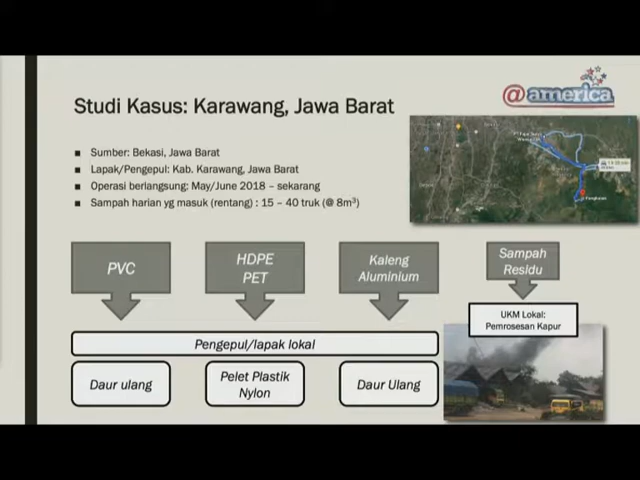 @america
Studi Kasus: Karawang, Jawa Barat
Sumber: Bekasi, Jawa Barat
Lapak/Pengepul: Kab. Karawang, Jawa Barat
Operasi berlangsung: May/June 2018 – sekarang
Sampah harian yg masuk (rentang) : 15 – 40 truk (@ 8m³)
PVC
HDPE
PET
Kaleng
Aluminium
Sampah
Residu
UKM Lokal:
Pemrosesan Kapur
Pengepul/lapak lokal
Daur ulang
Pelet Plastik
Nylon
Daur Ulang